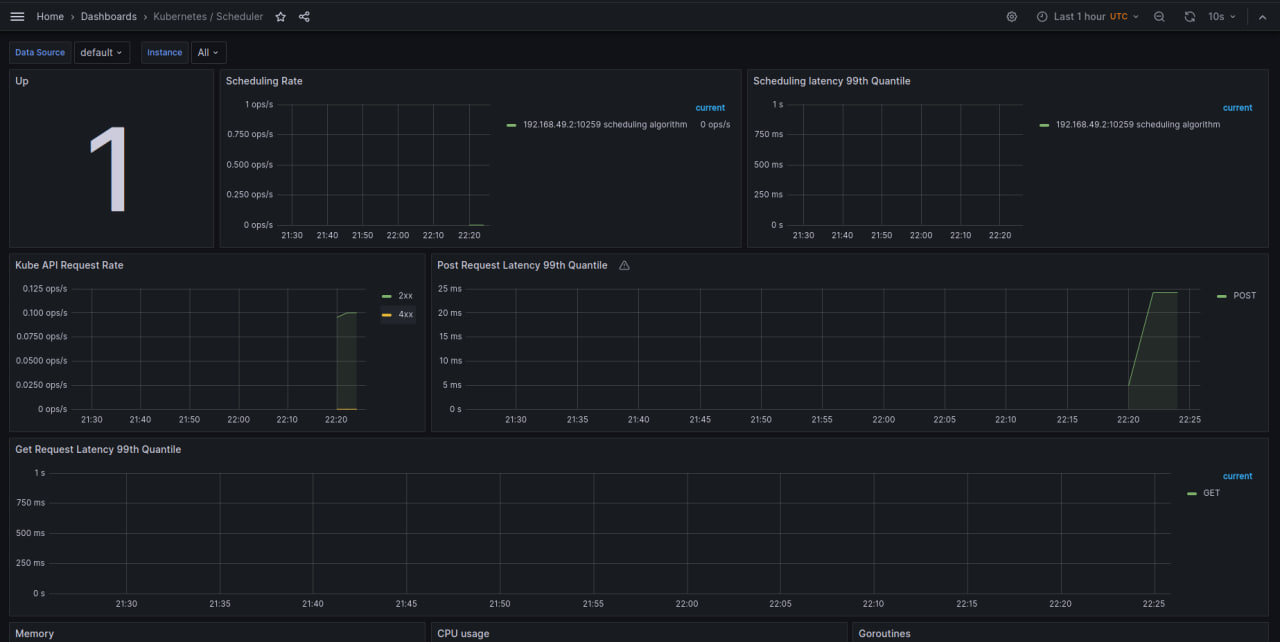 Home › Dashboards › Kubernetes / Scheduler
Last 1 hour UTC
10s
Data Source default
Instance All
Up
1
Scheduling Rate
1 ops/s
0.750 ops/s
0.500 ops/s
0.250 ops/s
0 ops/s
21:30 21:40 21:50 22:00 22:10 22:20
current
192.168.49.2:10259 scheduling algorithm 0 ops/s
Scheduling latency 99th Quantile
1 s
750 ms
500 ms
250 ms
0 s
21:30 21:40 21:50 22:00 22:10 22:20
current
192.168.49.2:10259 scheduling algorithm
Kube API Request Rate
0.125 ops/s
0.100 ops/s
0.0750 ops/s
0.0500 ops/s
0.0250 ops/s
0 ops/s
21:30 21:40 21:50 22:00 22:10 22:20
2xx
4xx
Post Request Latency 99th Quantile
25 ms
20 ms
15 ms
10 ms
5 ms
0 s
21:30 21:35 21:40 21:45 21:50 21:55 22:00 22:05 22:10 22:15 22:20 22:25
POST
Get Request Latency 99th Quantile
1 s
750 ms
500 ms
250 ms
0 s
21:30 21:35 21:40 21:45 21:50 21:55 22:00 22:05 22:10 22:15 22:20 22:25
current
GET
Memory
CPU usage
Goroutines